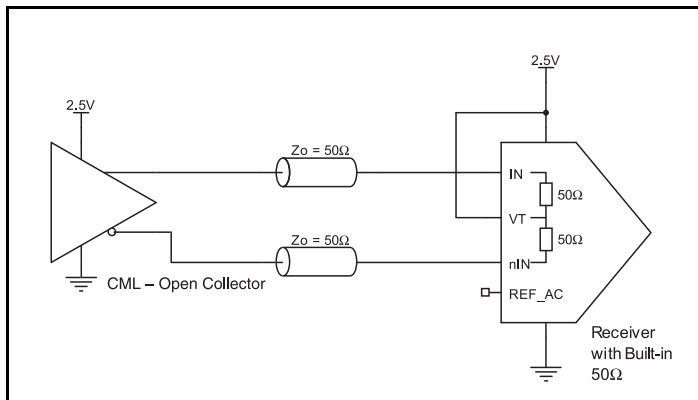 2.5V
2.5V
Zo = 50Ω
IN
50Ω
VT
Zo = 50Ω
50Ω
nIN
CML – Open Collector
REF_AC
Receiver
with Built-in
50Ω